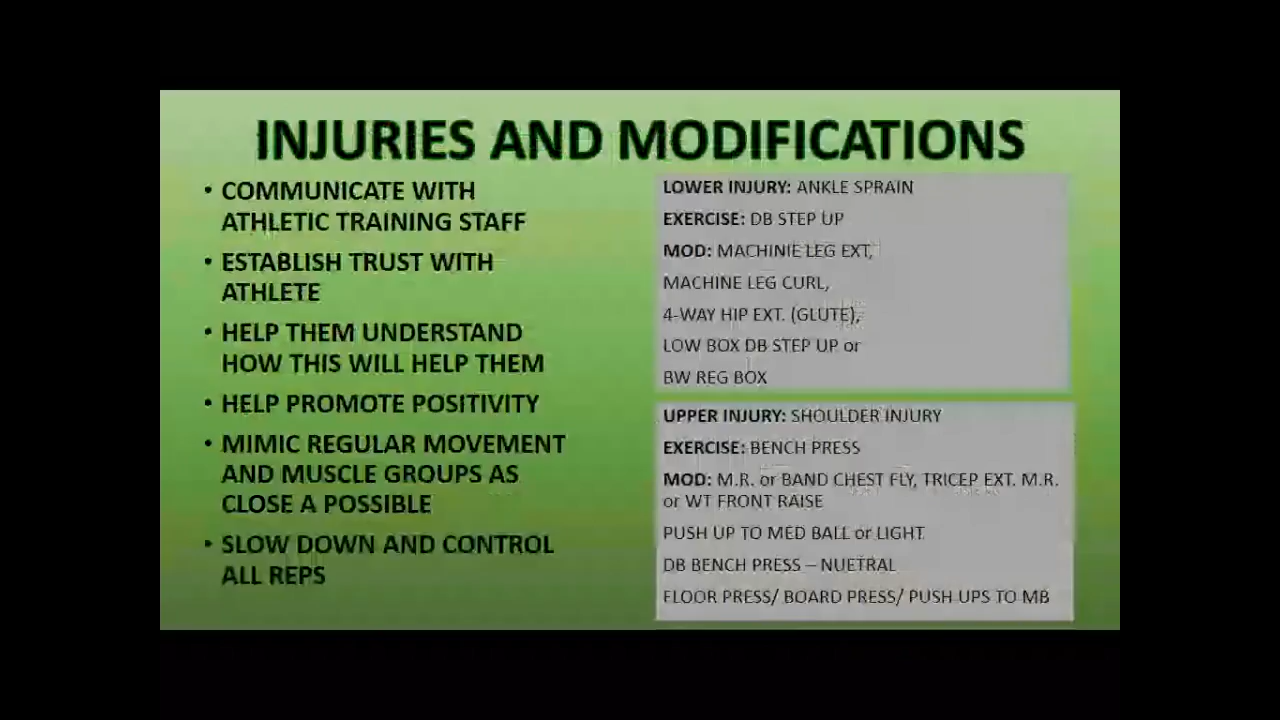 INJURIES AND MODIFICATIONS
• COMMUNICATE WITH
ATHLETIC TRAINING STAFF
• ESTABLISH TRUST WITH
ATHLETE
• HELP THEM UNDERSTAND
HOW THIS WILL HELP THEM
• HELP PROMOTE POSITIVITY
• MIMIC REGULAR MOVEMENT
AND MUSCLE GROUPS AS
CLOSE A POSSIBLE
• SLOW DOWN AND CONTROL
ALL REPS
LOWER INJURY: ANKLE SPRAIN
EXERCISE: DB STEP UP
MOD: MACHINIE LEG EXT,
MACHINE LEG CURL,
4-WAY HIP EXT. (GLUTE),
LOW BOX DB STEP UP or
BW REG BOX
UPPER INJURY: SHOULDER INJURY
EXERCISE: BENCH PRESS
MOD: M.R. or BAND CHEST FLY, TRICEP EXT. M.R.
or WT FRONT RAISE
PUSH UP TO MED BALL or LIGHT
DB BENCH PRESS – NUETRAL
FLOOR PRESS/ BOARD PRESS/ PUSH UPS TO MB